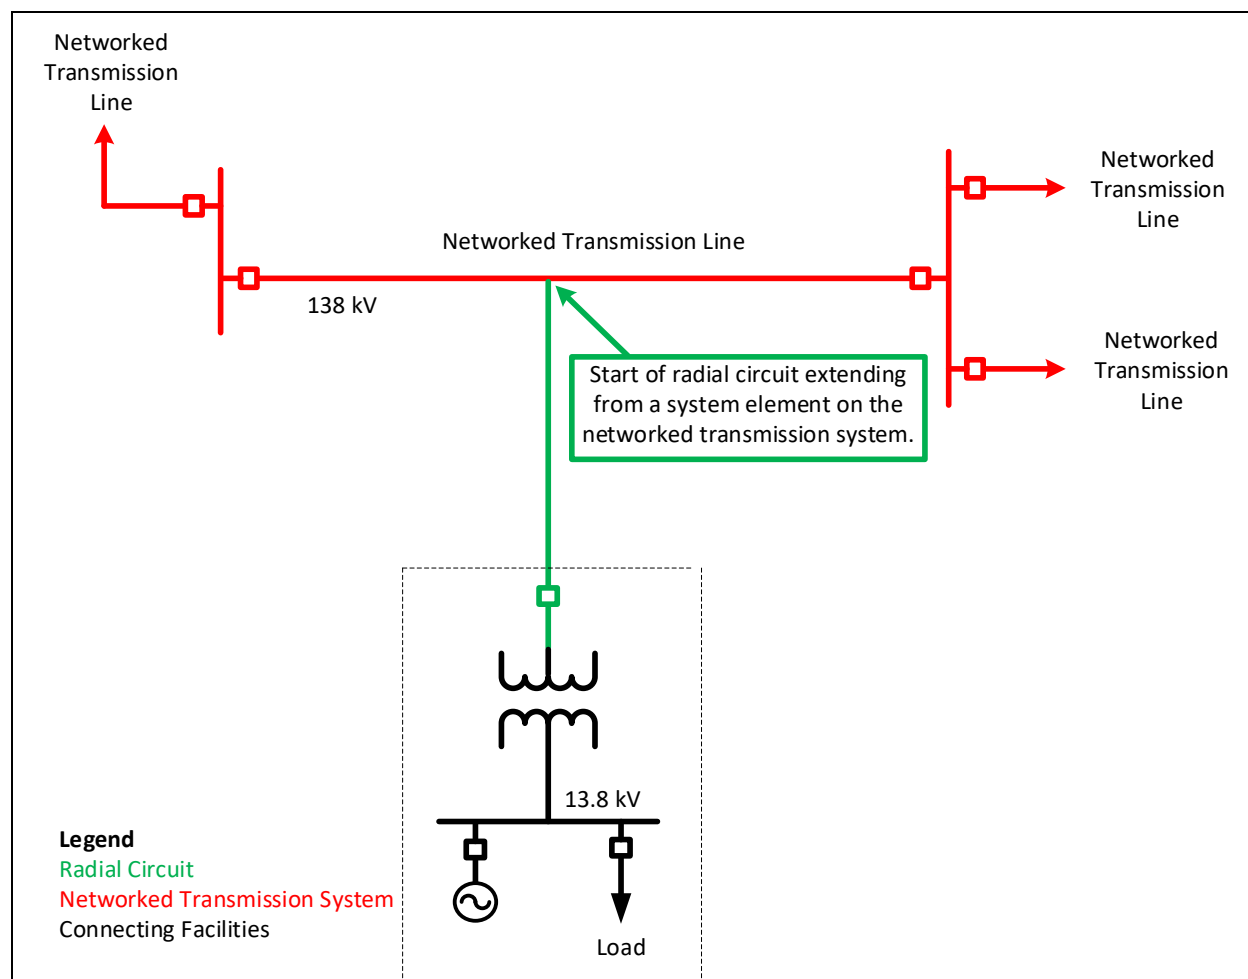 Networked
Transmission
Line
Networked
Transmission
Line
Networked Transmission Line
138 kV
Networked
Transmission
Line
Start of radial circuit extending
from a system element on the
networked transmission system.
13.8 kV
Legend
Radial Circuit
Networked Transmission System
Connecting Facilities
Load